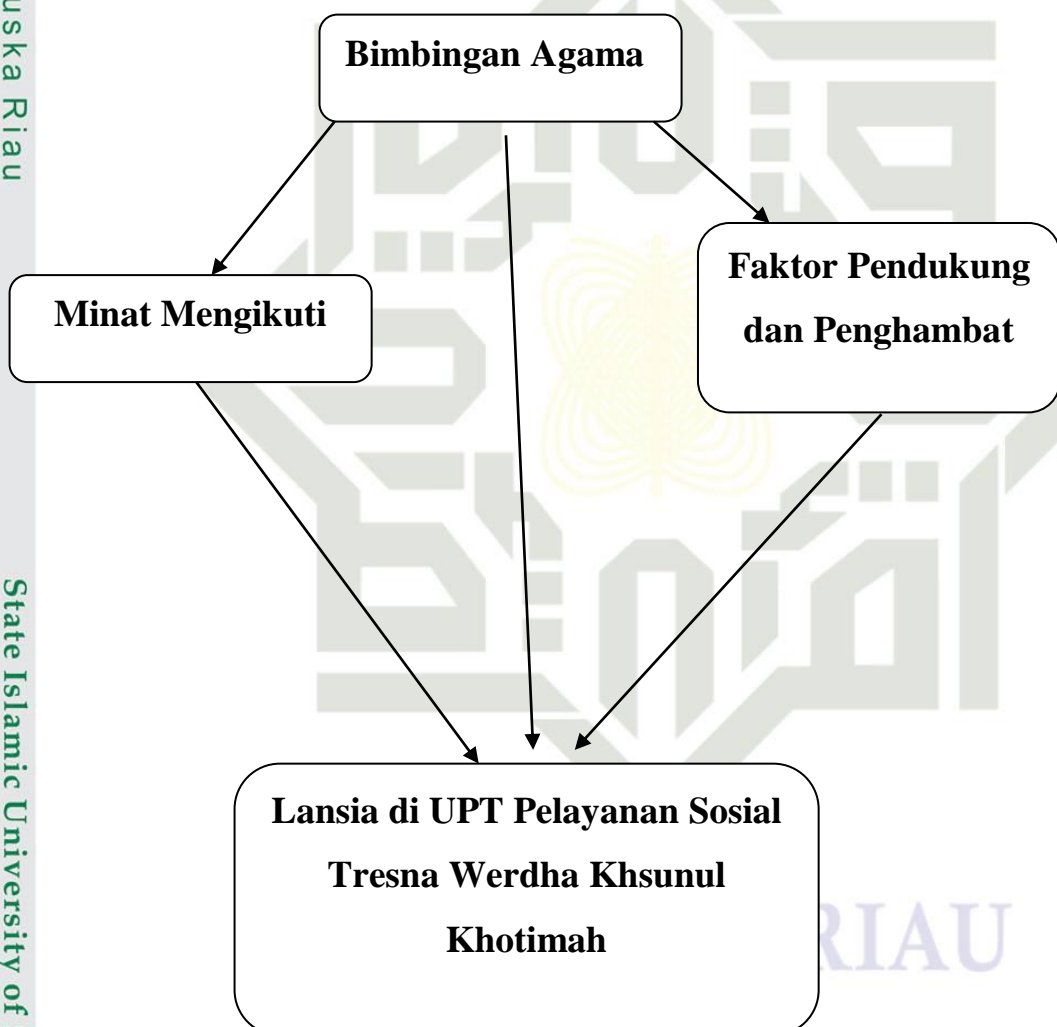 Bimbingan Agama
Minat Mengikuti
Faktor Pendukung
dan Penghambat
Lansia di UPT Pelayanan Sosial
Tresna Werdha Khsunul
Khotimah
uska Riau
State Islamic University of
RIAU